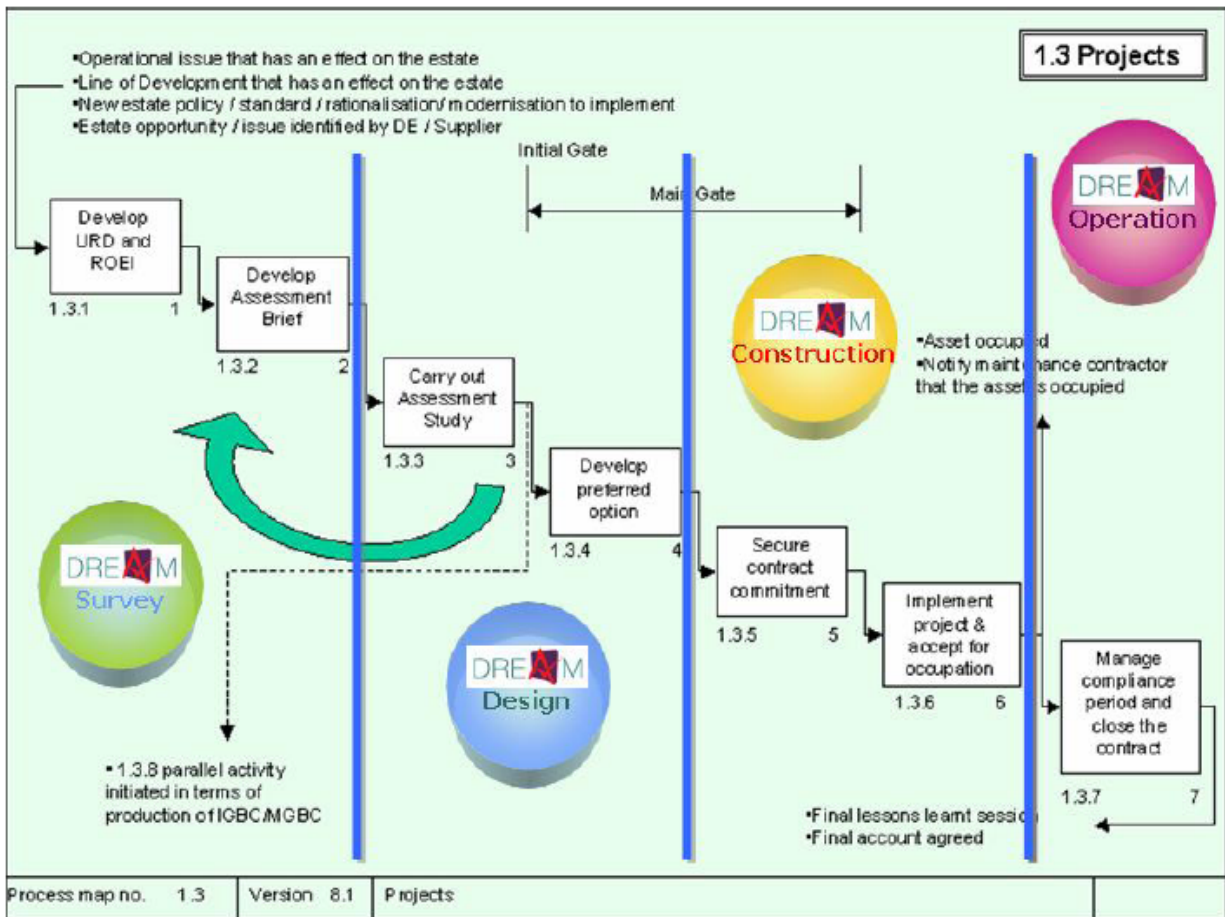 1.3 Projects
•Operational issue that has an effect on the estate
•Line of Development that has an effect on the estate
•New estate policy / standard / rationalisation/ modernisation to implement
•Estate opportunity / issue identified by DE / Supplier
Initial Gate
Main Gate
DREAM
Operation
Develop
URD and
ROEI
1.3.1 1
Develop
Assessment
Brief
1.3.2 2
DREAM
Construction
•Asset occupied
•Notify maintenance contractor
that the asset is occupied
Carry out
Assessment
Study
1.3.3 3
Develop
preferred
option
1.3.4 4
DREAM
Survey
Secure
contract
commitment
1.3.5 5
Implement
project &
accept for
occupation
1.3.6 6
DREAM
Design
Manage
compliance
period and
close the
contract
1.3.7 7
• 1.3.8 parallel activity
initiated in terms of
production of IGBC/MGBC
•Final lessons learnt session
•Final account agreed
Process map no. 1.3 Version 8.1 Projects